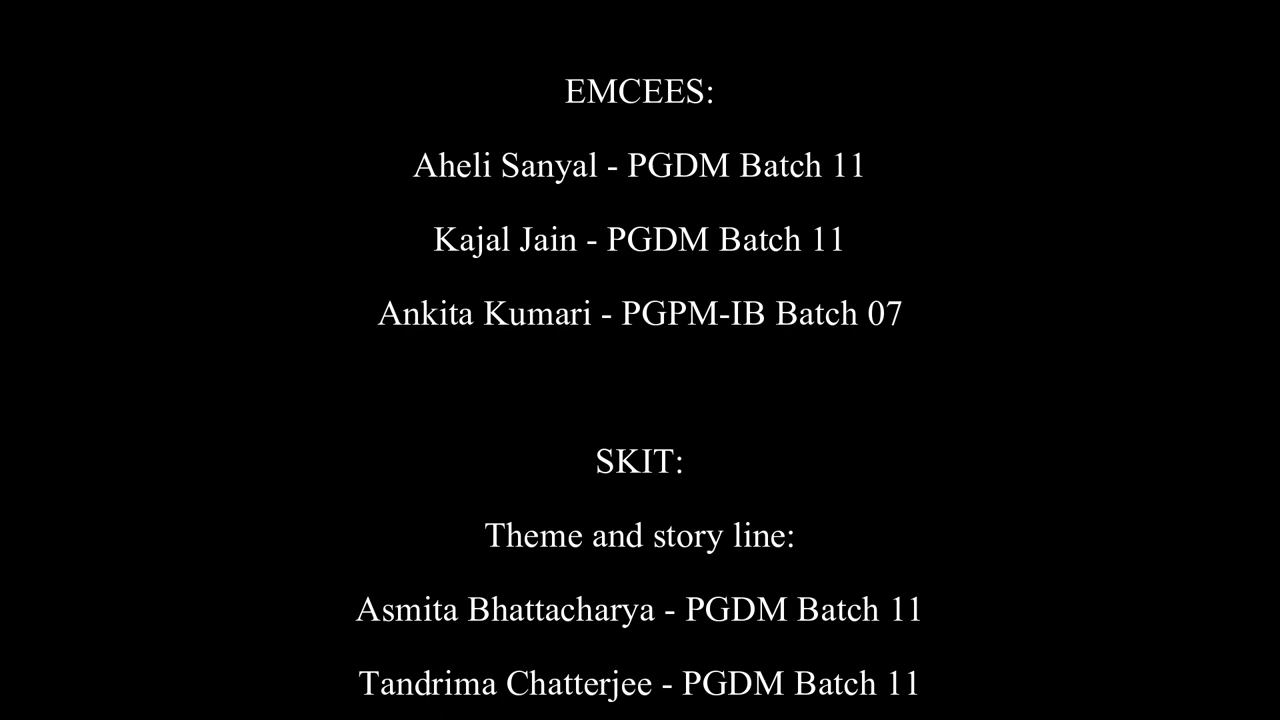 EMCEES:
Aheli Sanyal - PGDM Batch 11
Kajal Jain - PGDM Batch 11
Ankita Kumari - PGPM-IB Batch 07
SKIT:
Theme and story line:
Asmita Bhattacharya - PGDM Batch 11
Tandrima Chatterjee - PGDM Batch 11